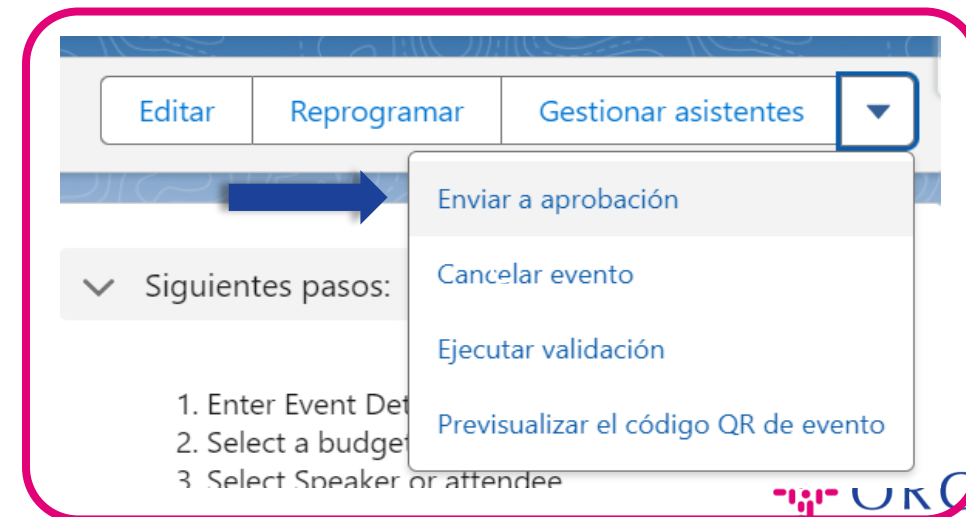 Editar Reprogramar Gestionar asistentes
Enviar a aprobación
Siguientes pasos:
Cancelar evento
Ejecutar validación
1. Enter Event Det
Previsualizar el código QR de evento
2. Select a budget
3. Select Speaker or attendee